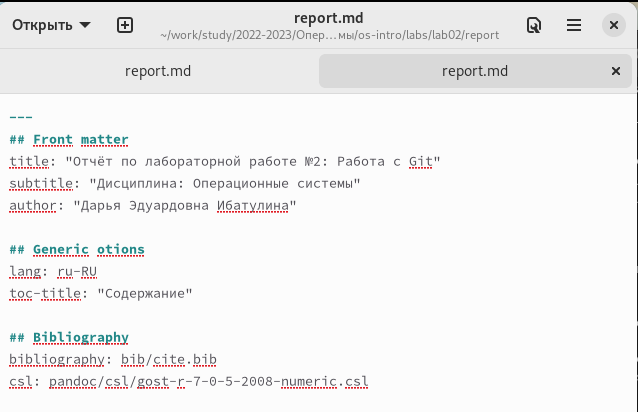 report.md
Открыть
~/work/study/2022-2023/Опер…мы/os-intro/labs/lab02/report
report.md
report.md
---
## Front matter
title: "Отчёт по лабораторной работе №2: Работа с Git"
subtitle: "Дисциплина: Операционные системы"
author: "Дарья Эдуардовна Ибатулина"
## Generic otions
lang: ru-RU
toc-title: "Содержание"
## Bibliography
bibliography: bib/cite.bib
csl: pandoc/csl/gost-r-7-0-5-2008-numeric.csl